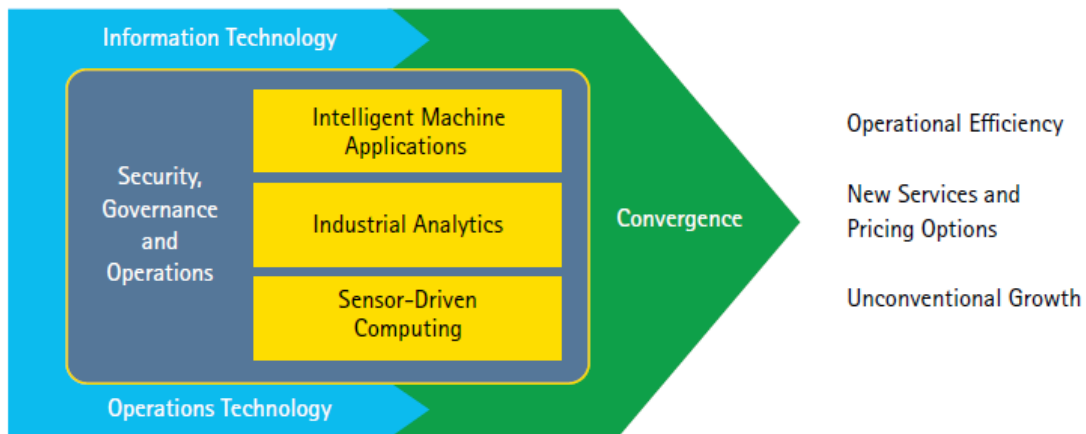 Information Technology
Security,
Governance
and
Operations
Intelligent Machine
Applications
Industrial Analytics
Sensor-Driven
Computing
Operations Technology
Convergence
Operational Efficiency
New Services and
Pricing Options
Unconventional Growth